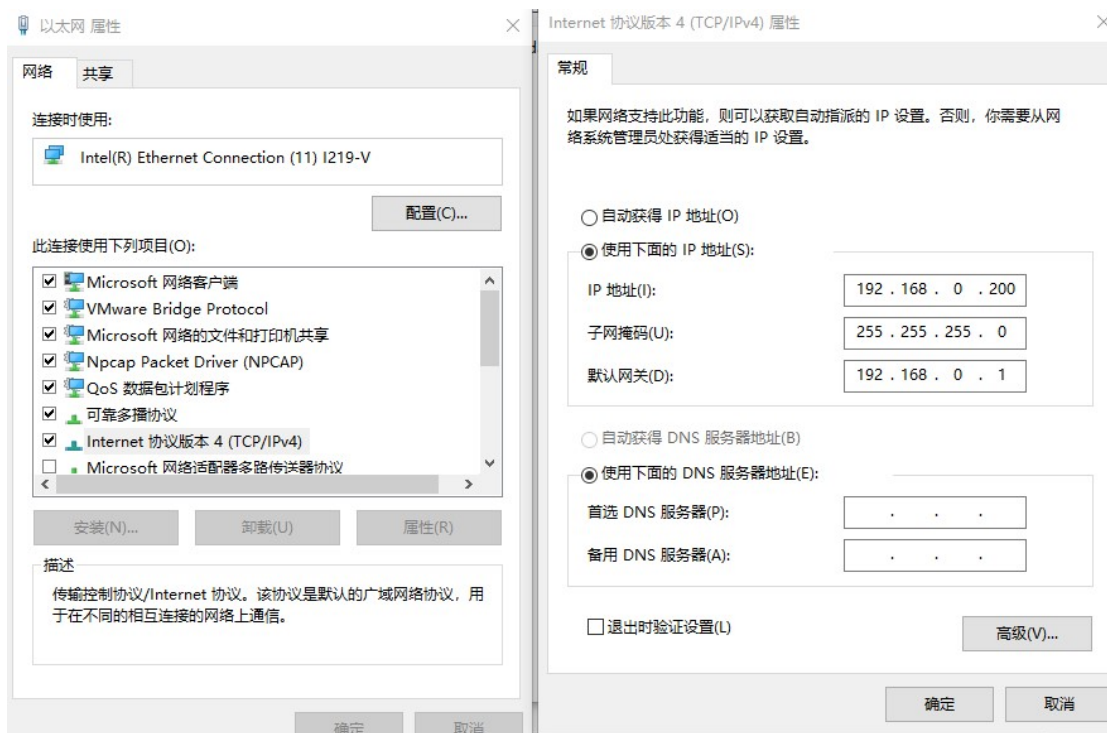 以太网 属性
网络
共享
连接时使用:
Intel(R) Ethernet Connection (11) I219-V
配置(C)...
此连接使用下列项目(O):
Microsoft 网络客户端
VMware Bridge Protocol
Microsoft 网络的文件和打印机共享
Npcap Packet Driver (NPCAP)
QoS 数据包计划程序
可靠多播协议
Internet 协议版本 4 (TCP/IPv4)
Microsoft 网络适配器多路传送器协议
安装(N)...
卸载(U)
属性(R)
描述
传输控制协议/Internet 协议。该协议是默认的广域网络协议，用
于在不同的相互连接的网络上通信。
确定
取消
Internet 协议版本 4 (TCP/IPv4) 属性
常规
如果网络支持此功能，则可以获取自动指派的 IP 设置。否则，你需要从网
络系统管理员处获得适当的 IP 设置。
自动获得 IP 地址(O)
使用下面的 IP 地址(S):
IP 地址(I):
192 . 168 . 0 . 200
子网掩码(U):
255 . 255 . 255 . 0
默认网关(D):
192 . 168 . 0 . 1
自动获得 DNS 服务器地址(B)
使用下面的 DNS 服务器地址(E):
首选 DNS 服务器(P):
. . .
备用 DNS 服务器(A):
. . .
退出时验证设置(L)
高级(V)...
确定
取消